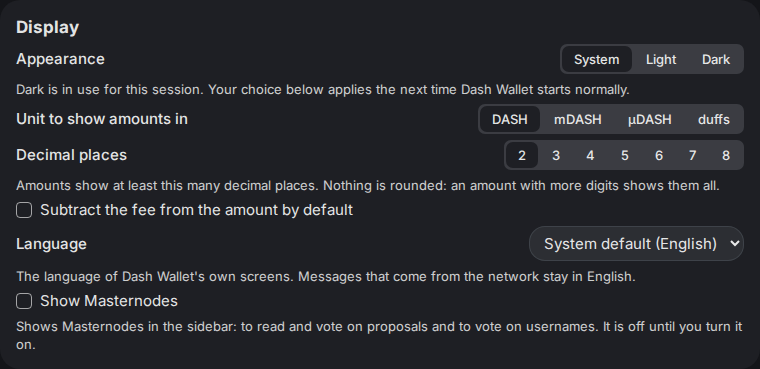 Display
Appearance
System Light Dark
Dark is in use for this session. Your choice below applies the next time Dash Wallet starts normally.
Unit to show amounts in
DASH mDASH µDASH duffs
Decimal places
2 3 4 5 6 7 8
Amounts show at least this many decimal places. Nothing is rounded: an amount with more digits shows them all.
Subtract the fee from the amount by default
Language
System default (English)
The language of Dash Wallet's own screens. Messages that come from the network stay in English.
Show Masternodes
Shows Masternodes in the sidebar: to read and vote on proposals and to vote on usernames. It is off until you turn it
on.